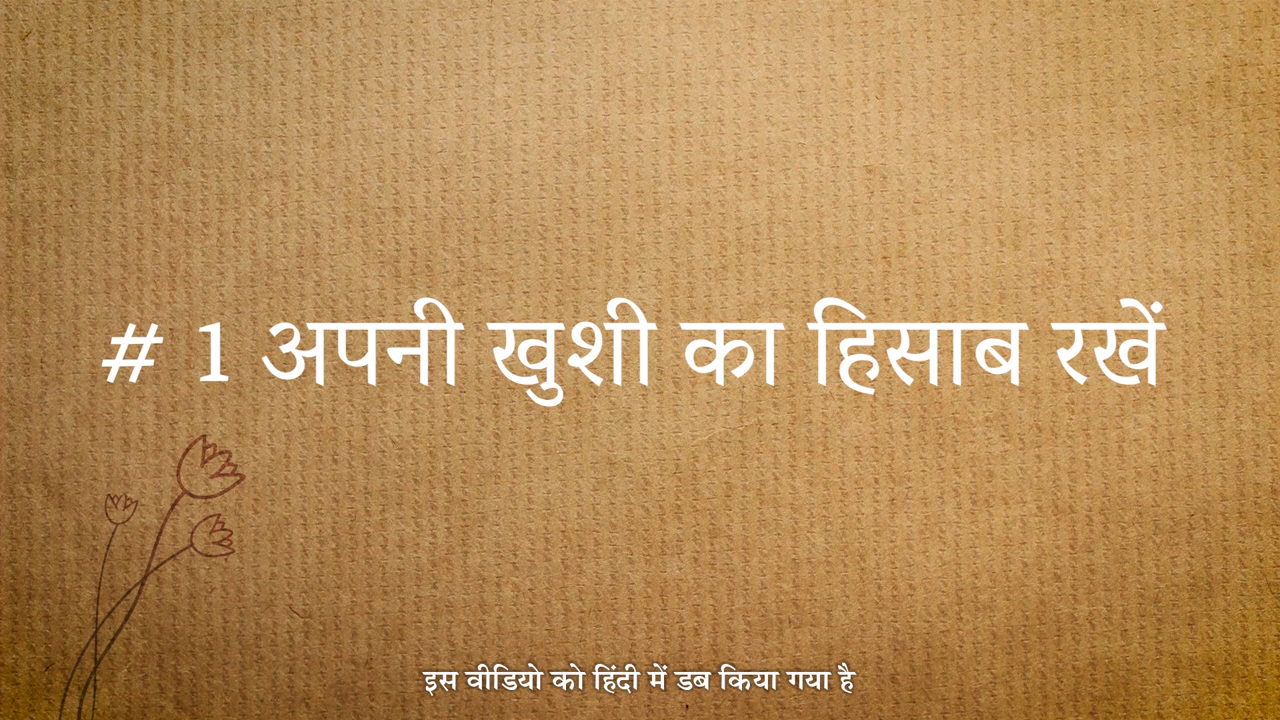 # 1 अपनी खुशी का हिसाब रखें
इस वीडियो को हिंदी में डब किया गया है